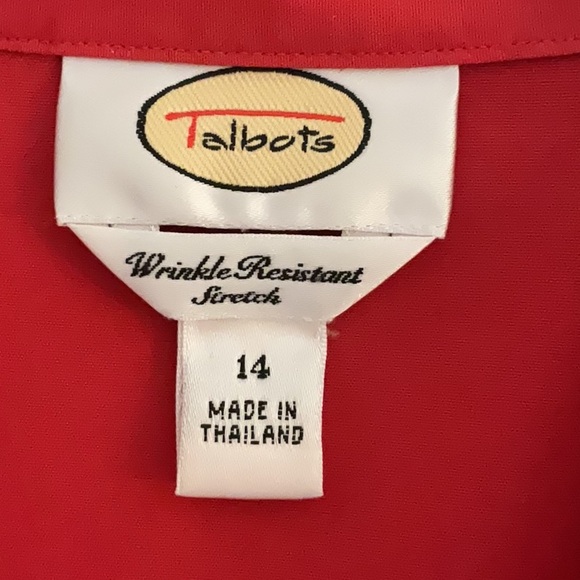 Talbots
Wrinkle Resistant
Stretch
14
MADE IN
THAILAND